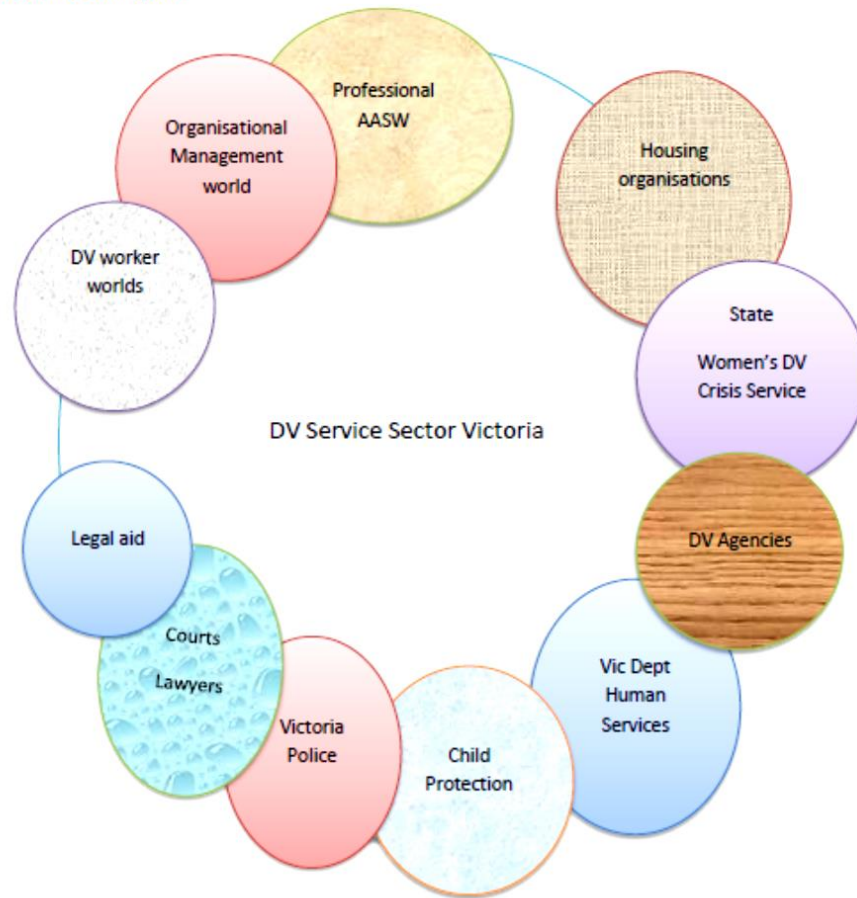 Professional
AASW
Organisational
Management
world
Housing
organisations
DV worker
worlds
State
Women's DV
Crisis Service
DV Service Sector Victoria
Legal aid
DV Agencies
Courts
Lawyers
Vic Dept
Human
Services
Victoria
Police
Child
Protection